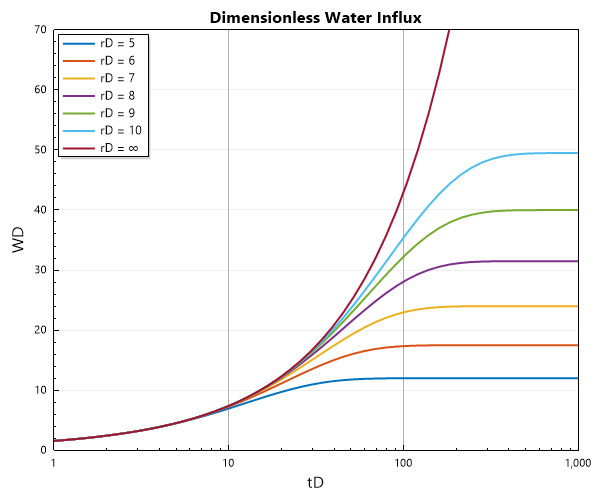 Dimensionless Water Influx
70
60
50
40
30
20
10
0
WD
rD = 5
rD = 6
rD = 7
rD = 8
rD = 9
rD = 10
rD = ∞
1
10
100
1,000
tD